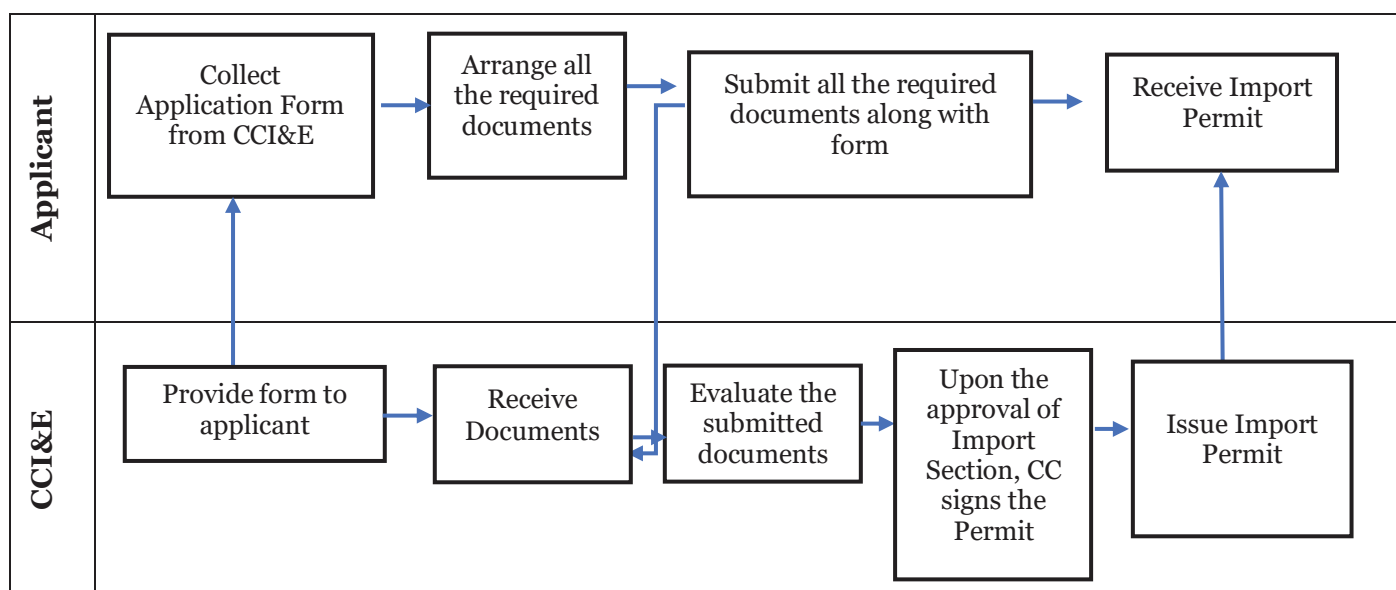 Applicant
Collect
Application Form
from CCI&E
Arrange all
the required
documents
Submit all the required
documents along with
form
Receive Import
Permit
CCI&E
Provide form to
applicant
Receive
Documents
Evaluate the
submitted
documents
Upon the
approval of
Import
Section, CC
signs the
Permit
Issue Import
Permit